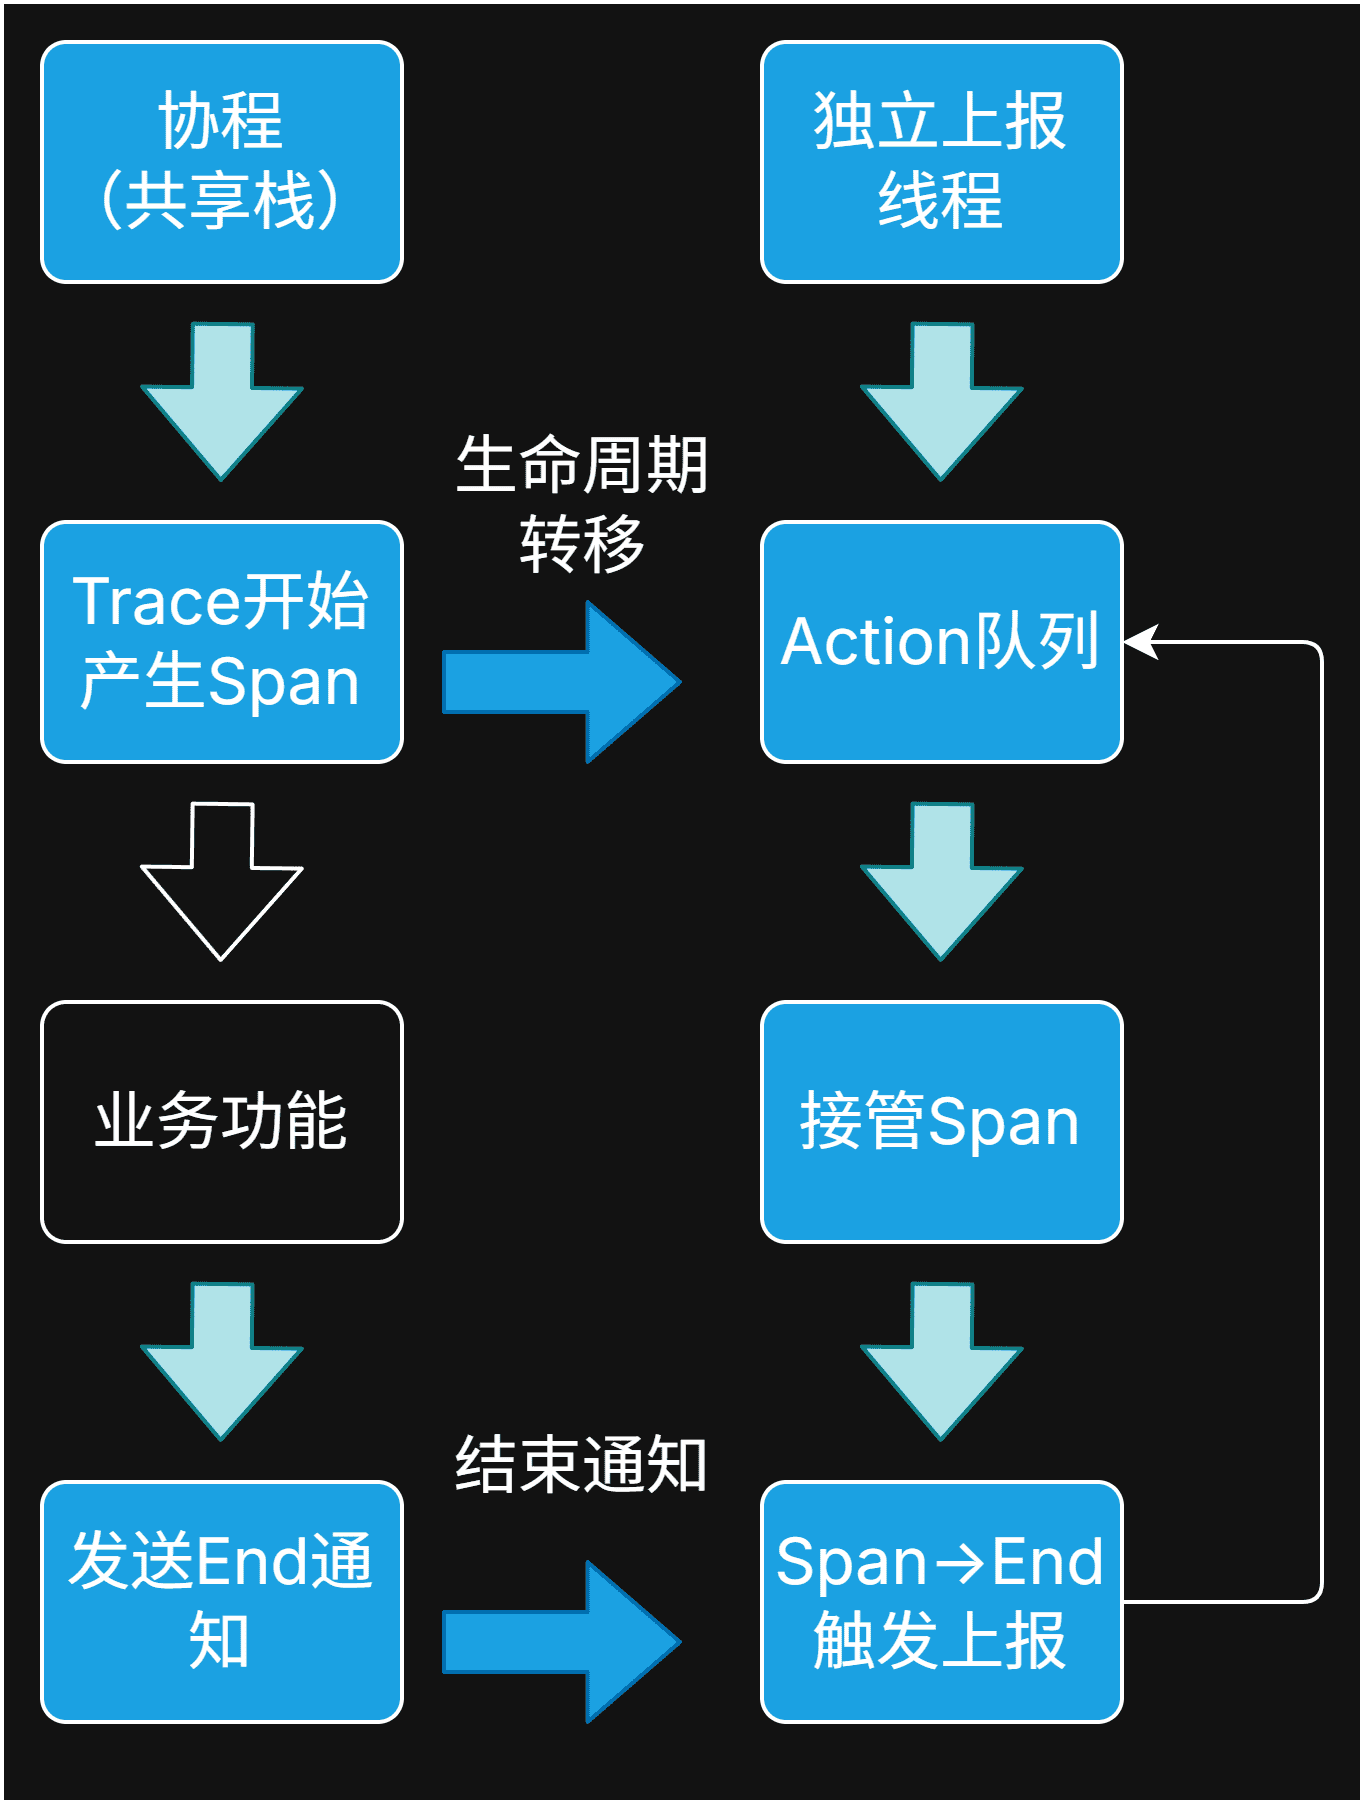 协程
（共享栈）
独立上报
线程
生命周期
转移
Trace开始
产生Span
Action队列
业务功能
接管Span
结束通知
发送End通
知
Span→End
触发上报